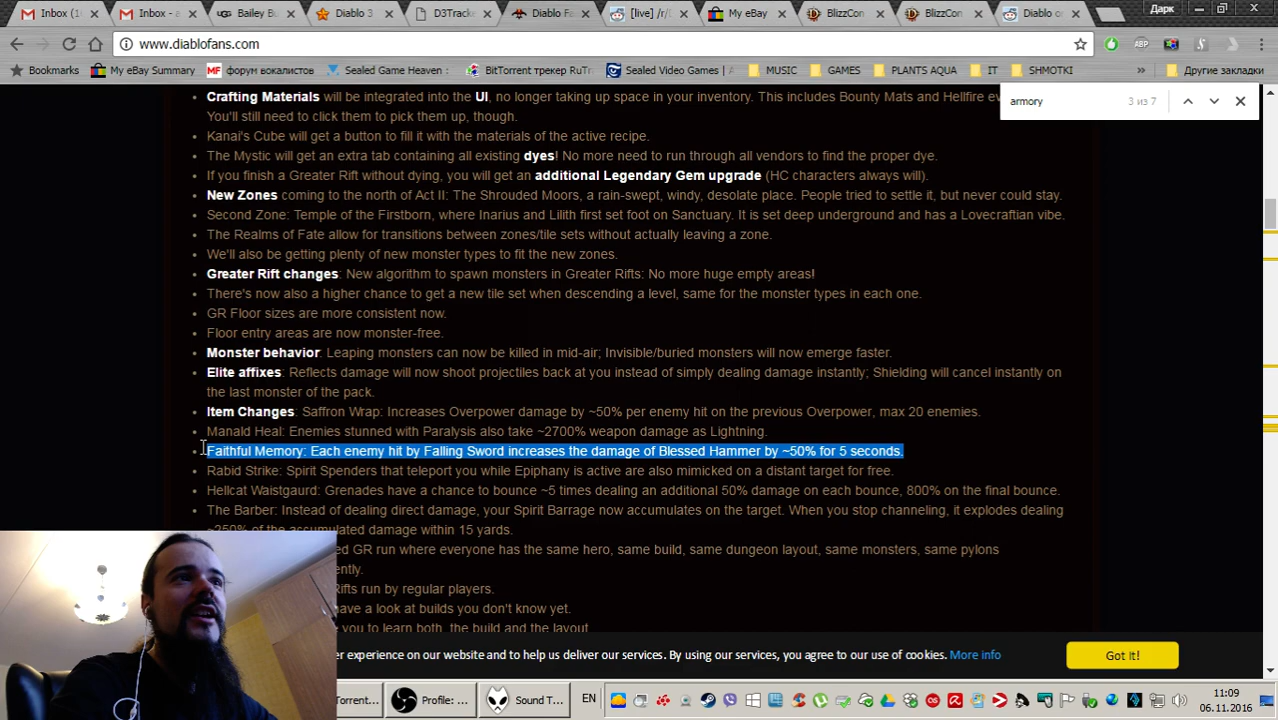 Inbox (10
Inbox - a
Bailey Bu
Diablo 3
D3Track
Diablo Fa
[live] /r/
My eBay
BlizzCon
BlizzCon
Diablo o
Дарк
www.diablofans.com
Bookmarks
My eBay Summary
форум вокалистов
Sealed Game Heaven :
BitTorrent трекер RuTr
Sealed Video Games |
MUSIC
GAMES
PLANTS AQUA
IT
SHMOTKI
»
Другие закладки
armory
3 из 7
Crafting Materials will be integrated into the UI, no longer taking up space in your inventory. This includes Bounty Mats and Hellfire
You'll still need to click them to pick them up, though.
Kanai's Cube will get a button to fill it with the materials of the active recipe.
The Mystic will get an extra tab containing all existing dyes! No more need to run through all vendors to find the proper dye.
If you finish a Greater Rift without dying, you will get an additional Legendary Gem upgrade (HC characters always will).
New Zones coming to the north of Act II: The Shrouded Moors, a rain-swept, windy, desolate place. People tried to settle it, but never could stay.
Second Zone: Temple of the Firstborn, where Inarius and Lilith first set foot on Sanctuary. It is set deep underground and has a Lovecraftian vibe.
The Realms of Fate allow for transitions between zones/tile sets without actually leaving a zone.
We'll also be getting plenty of new monster types to fit the new zones.
Greater Rift changes: New algorithm to spawn monsters in Greater Rifts: No more huge empty areas!
There's now also a higher chance to get a new tile set when descending a level, same for the monster types in each one.
GR Floor sizes are more consistent now.
Floor entry areas are now monster-free.
Monster behavior: Leaping monsters can now be killed in mid-air; Invisible/buried monsters will now emerge faster.
Elite affixes: Reflects damage will now shoot projectiles back at you instead of simply dealing damage instantly; Shielding will cancel instantly on
the last monster of the pack.
Item Changes: Saffron Wrap: Increases Overpower damage by ~50% per enemy hit on the previous Overpower, max 20 enemies.
Manald Heal: Enemies stunned with Paralysis also take ~2700% weapon damage as Lightning.
Faithful Memory: Each enemy hit by Falling Sword increases the damage of Blessed Hammer by ~50% for 5 seconds.
Rabid Strike: Spirit Spenders that teleport you while Epiphany is active are also mimicked on a distant target for free.
Hellcat Waistgaurd: Grenades have a chance to bounce ~5 times dealing an additional 50% damage on each bounce, 800% on the final bounce.
The Barber: Instead of dealing direct damage, your Spirit Barrage now accumulates on the target. When you stop channeling, it explodes dealing
~250% of the accumulated damage within 15 yards.
ed GR run where everyone has the same hero, same build, same dungeon layout, same monsters, same pylons
ently.
Rifts run by regular players.
have a look at builds you don't know yet.
e you to learn both, the build and the layout
er experience on our website and to help us deliver our services. By using our services, you agree to our use of cookies. More info
Got it!
Torrent...
Profile: ...
Sound T...
EN
11:09
06.11.2016